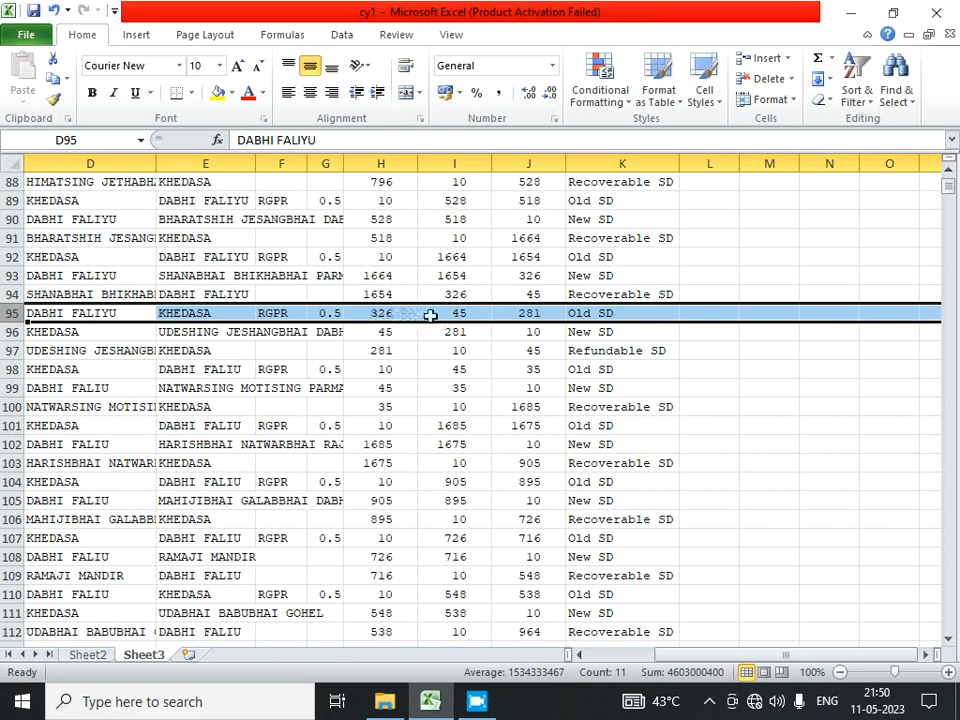 cy1 - Microsoft Excel (Product Activation Failed)
File Home Insert Page Layout Formulas Data Review View
Paste
Courier New 10 A A
B I U A
General
% ,
Conditional Formatting
Format as Table
Cell Styles
Insert
Delete
Format
Σ
Sort & Filter
Find & Select
Clipboard Font Alignment Number Styles Cells Editing
D95 fx DABHI FALIYU
D E F G H I J K L M N O
88 HIMATSING JETHABHA KHEDASA 796 10 528 Recoverable SD
89 KHEDASA DABHI FALIYU RGPR 0.5 10 528 518 Old SD
90 DABHI FALIYU BHARATSHIH JESANGBHAI DAB 528 518 10 New SD
91 BHARATSHIH JESANG KHEDASA 518 10 1664 Recoverable SD
92 KHEDASA DABHI FALIYU RGPR 0.5 10 1664 1654 Old SD
93 DABHI FALIYU SHANABHAI BHIKHABHAI PARM 1664 1654 326 New SD
94 SHANABHAI BHIKHAB DABHI FALIYU 1654 326 45 Recoverable SD
95 DABHI FALIYU KHEDASA RGPR 0.5 326 45 281 Old SD
96 KHEDASA UDESHING JESHANGBHAI DABH 45 281 10 New SD
97 UDESHING JESHANGB KHEDASA 281 10 45 Refundable SD
98 KHEDASA DABHI FALIU RGPR 0.5 10 45 35 Old SD
99 DABHI FALIU NATWARSING MOTISING PARMA 45 35 10 New SD
100 NATWARSING MOTISI KHEDASA 35 10 1685 Recoverable SD
101 KHEDASA DABHI FALIU RGPR 0.5 10 1685 1675 Old SD
102 DABHI FALIU HARISHBHAI NATWARBHAI RAJ 1685 1675 10 New SD
103 HARISHBHAI NATWAR KHEDASA 1675 10 905 Recoverable SD
104 KHEDASA DABHI FALIU RGPR 0.5 10 905 895 Old SD
105 DABHI FALIU MAHIJIBHAI GALABBHAI DABH 905 895 10 New SD
106 MAHIJIBHAI GALABB KHEDASA 895 10 726 Recoverable SD
107 KHEDASA DABHI FALIU RGPR 0.5 10 726 716 Old SD
108 DABHI FALIU RAMAJI MANDIR 726 716 10 New SD
109 RAMAJI MANDIR DABHI FALIU 716 10 548 Recoverable SD
110 DABHI FALIU KHEDASA RGPR 0.5 10 548 538 Old SD
111 KHEDASA UDABHAI BABUBHAI GOHEL 548 538 10 New SD
112 UDABHAI BABUBHAI DABHI FALIU 538 10 964 Recoverable SD
Sheet2 Sheet3
Ready Average: 1534333467 Count: 11 Sum: 4603000400 100%
Type here to search 43°C ENG 21:50
11-05-2023